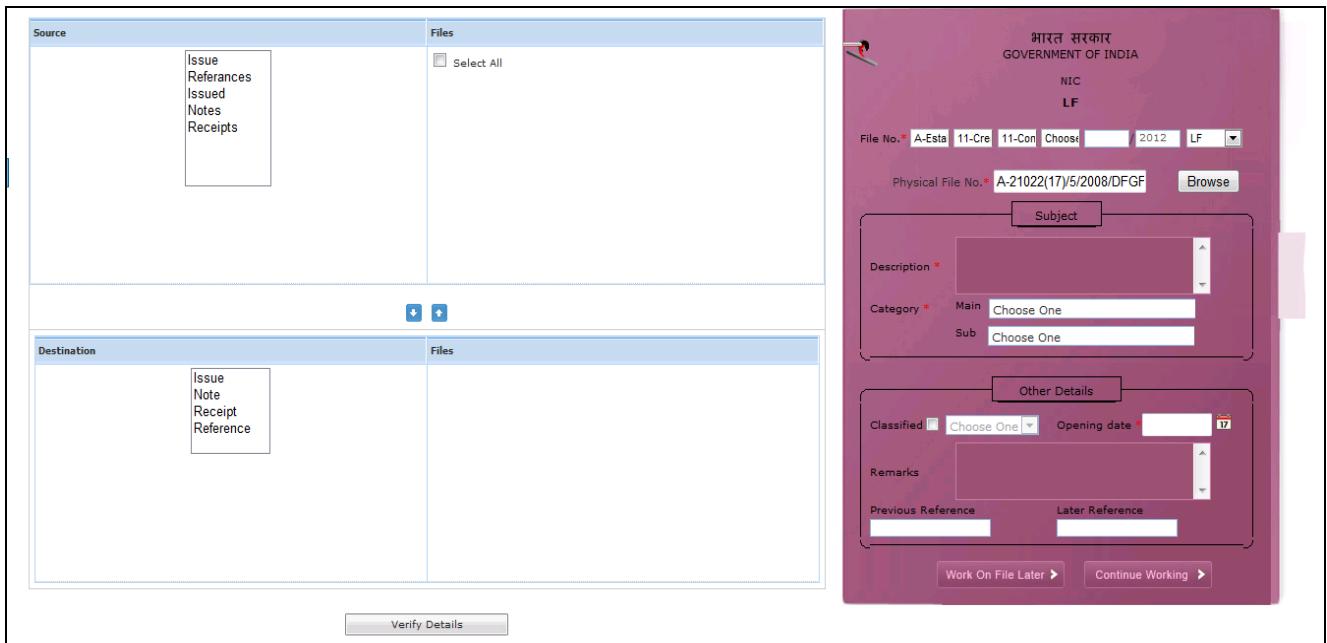 Source
Files
Issue
Referances
Issued
Notes
Receipts
Select All
Destination
Files
Issue
Note
Receipt
Reference
Verify Details
भारत सरकार
GOVERNMENT OF INDIA
NIC
LF
File No.* A-Esta 11-Cre 11-Con Choose / 2012 LF
Physical File No.* A-21022(17)/5/2008/DFGF Browse
Subject
Description *
Category * Main Choose One
Sub Choose One
Other Details
Classified Choose One Opening date * 17
Remarks
Previous Reference Later Reference
Work On File Later Continue Working